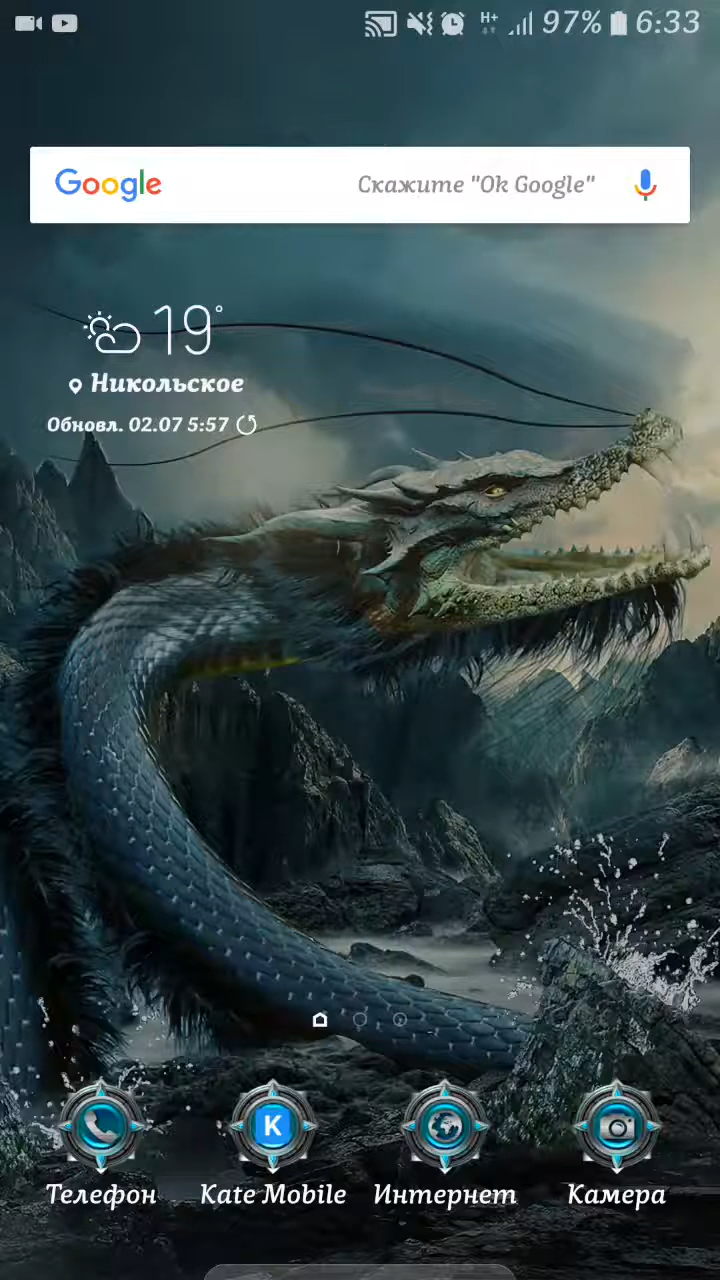 H+ 97% 6:33
Google Скажите "Ok Google"
19°
Никольское
Обновл. 02.07 5:57
K
Телефон Kate Mobile Интернет Камера